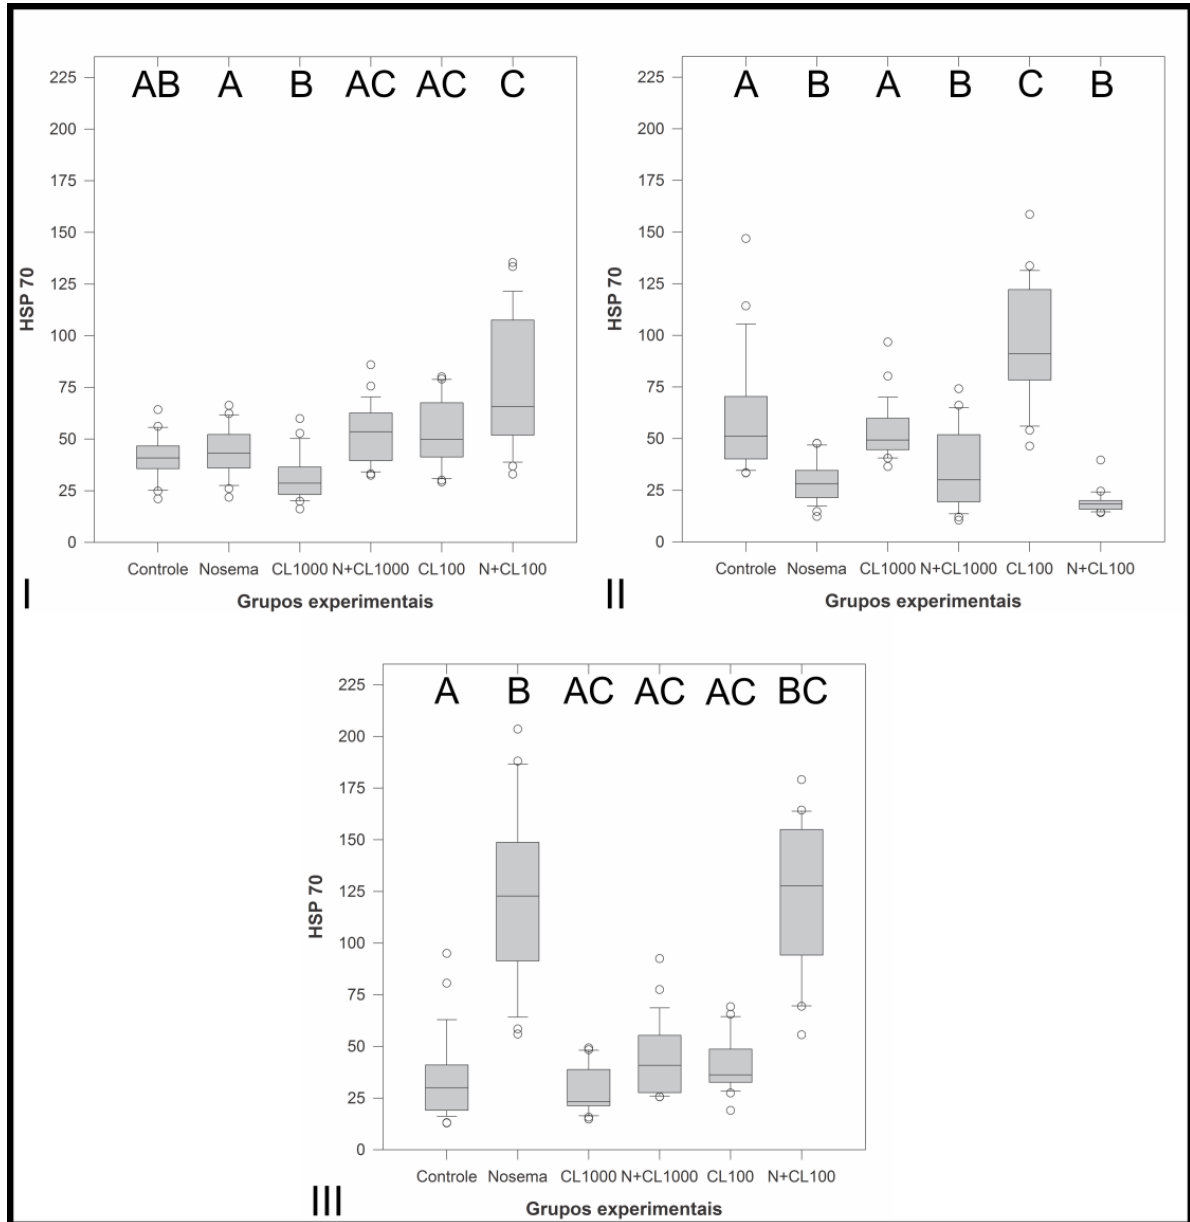 AB A B AC AC C
225
200
175
150
125
100
75
50
25
0
HSP 70
Controle Nosema CL1000 N+CL1000 CL100 N+CL100
Grupos experimentais
I
A B A B C B
225
200
175
150
125
100
75
50
25
0
HSP 70
Controle Nosema CL1000 N+CL1000 CL100 N+CL100
Grupos experimentais
II
A B AC AC AC BC
225
200
175
150
125
100
75
50
25
0
HSP 70
Controle Nosema CL1000 N+CL1000 CL100 N+CL100
Grupos experimentais
III